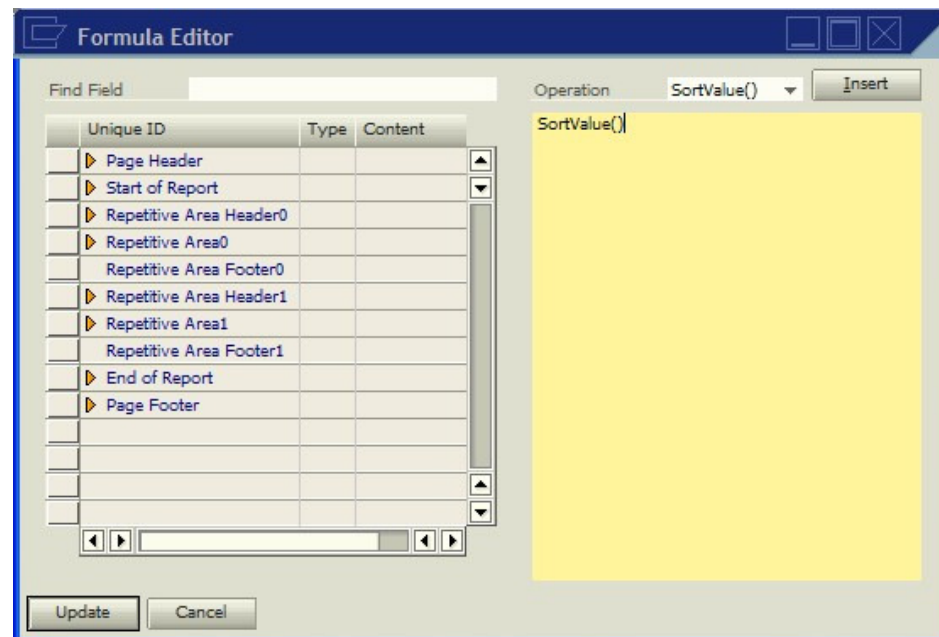 Formula Editor
Find Field
Operation SortValue() Insert
Unique ID Type Content
SortValue()
Page Header
Start of Report
Repetitive Area Header0
Repetitive Area0
Repetitive Area Footer0
Repetitive Area Header1
Repetitive Area1
Repetitive Area Footer1
End of Report
Page Footer
Update Cancel